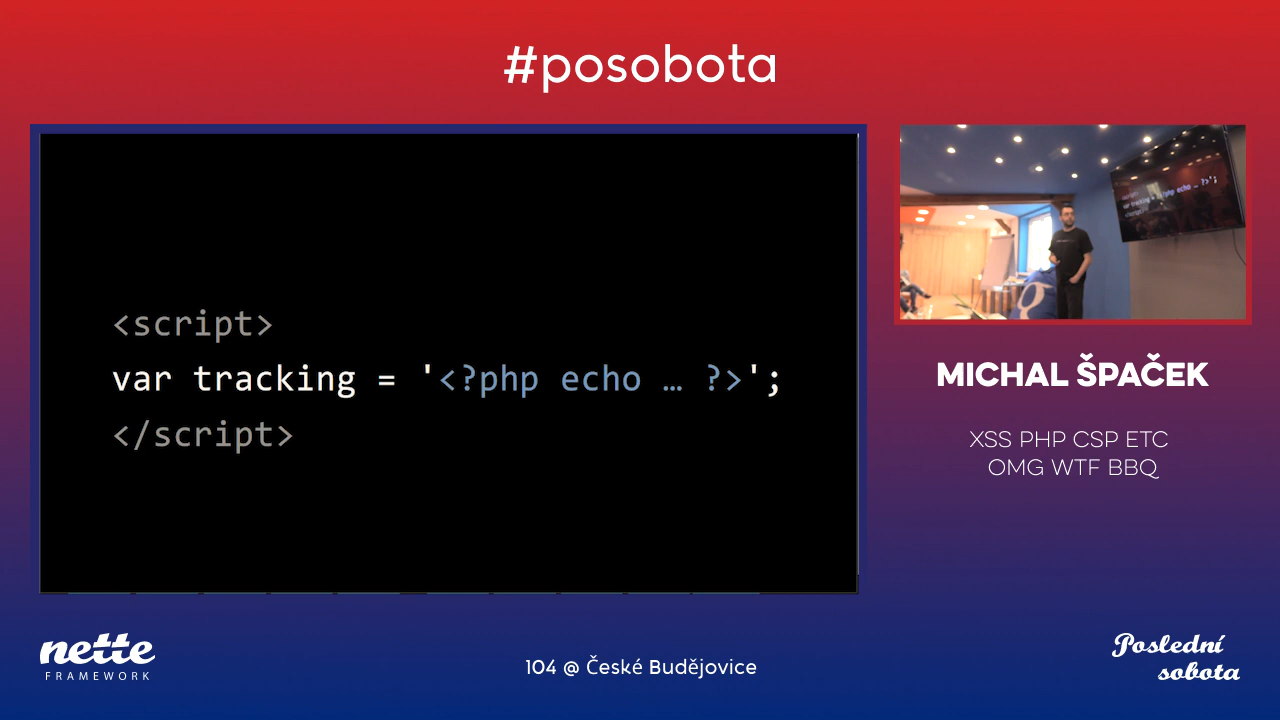 #posobota
<script>
var tracking = '<?php echo … ?>';
</script>
MICHAL ŠPAČEK
XSS PHP CSP ETC
OMG WTF BBQ
nette
FRAMEWORK
104 @ České Budějovice
Poslední
sobota